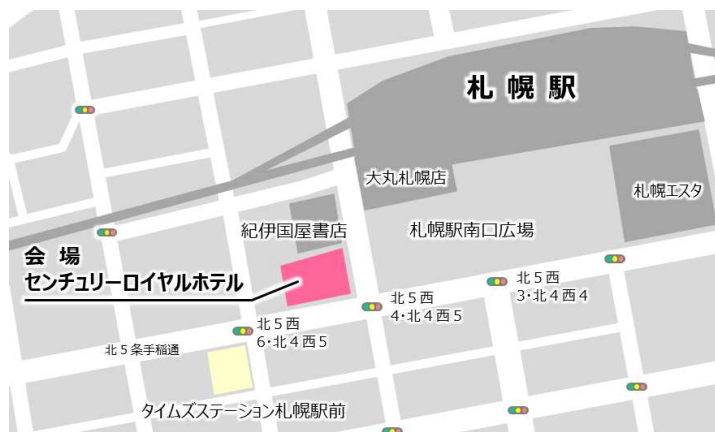 札幌駅
大丸札幌店
札幌エスタ
紀伊国屋書店
札幌駅南口広場
会場
センチュリーロイヤルホテル
北5西
3・北4西4
北5西
4・北4西5
北5西
6・北4西5
北5条手稲通
タイムズステーション札幌駅前